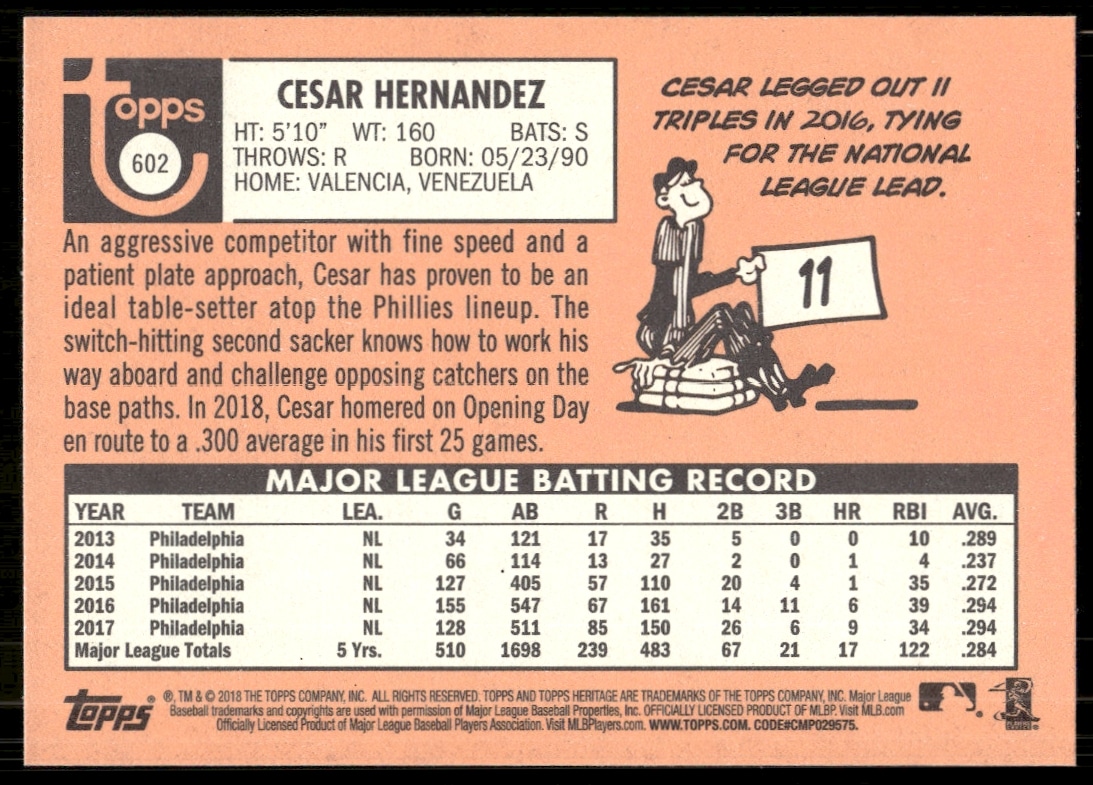 topps
602
CESAR HERNANDEZ
HT: 5'10" WT: 160 BATS: S
THROWS: R BORN: 05/23/90
HOME: VALENCIA, VENEZUELA
CESAR LEGGED OUT 11
TRIPLES IN 2016, TYING
FOR THE NATIONAL
LEAGUE LEAD.
11
An aggressive competitor with fine speed and a
patient plate approach, Cesar has proven to be an
ideal table-setter atop the Phillies lineup. The
switch-hitting second sacker knows how to work his
way aboard and challenge opposing catchers on the
base paths. In 2018, Cesar homered on Opening Day
en route to a .300 average in his first 25 games.
MAJOR LEAGUE BATTING RECORD
YEAR TEAM LEA. G AB R H 2B 3B HR RBI AVG.
2013 Philadelphia NL 34 121 17 35 5 0 0 10 .289
2014 Philadelphia NL 66 114 13 27 2 0 1 4 .237
2015 Philadelphia NL 127 405 57 110 20 4 1 35 .272
2016 Philadelphia NL 155 547 67 161 14 11 6 39 .294
2017 Philadelphia NL 128 511 85 150 26 6 9 34 .294
Major League Totals 5 Yrs. 510 1698 239 483 67 21 17 122 .284
topps ®, TM & © 2018 THE TOPPS COMPANY, INC. ALL RIGHTS RESERVED. TOPPS AND TOPPS HERITAGE ARE TRADEMARKS OF THE TOPPS COMPANY, INC. Major League
Baseball trademarks and copyrights are used with permission of Major League Baseball Properties, Inc. OFFICIALLY LICENSED PRODUCT OF MLBP. Visit MLB.com
Officially Licensed Product of Major League Baseball Players Association. Visit MLBPlayers.com. WWW.TOPPS.COM. CODE#CMP029575.